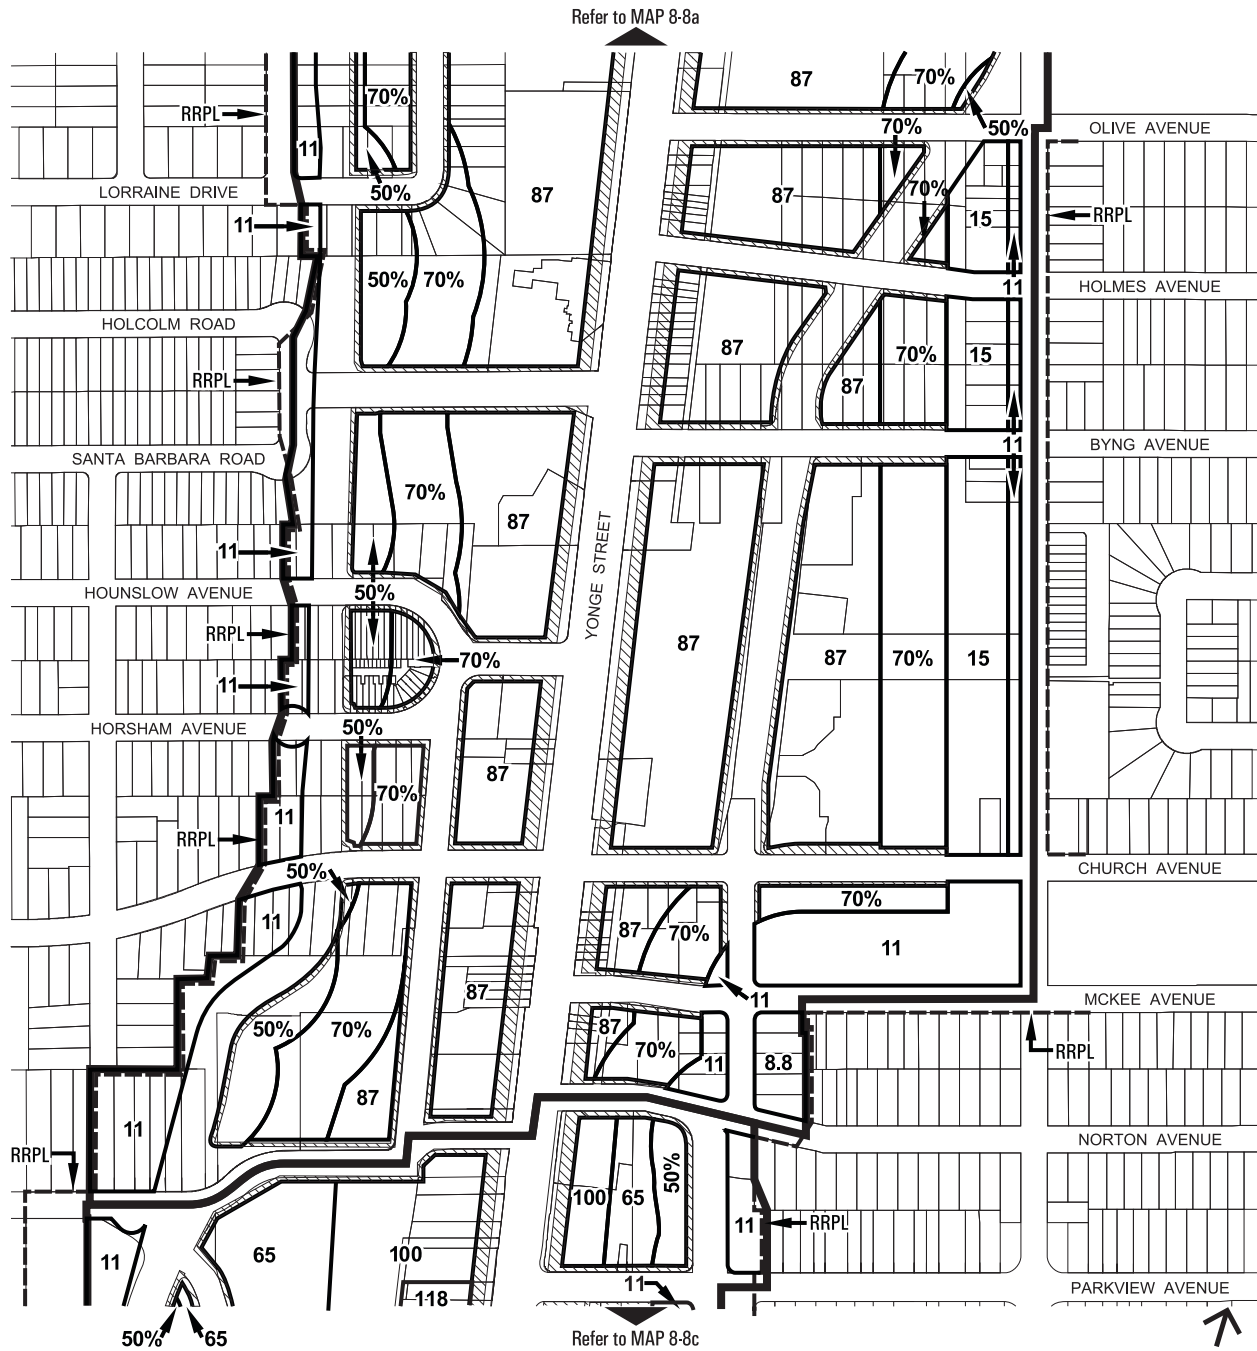 Refer to MAP 8-8a
87
70%
70%
RRPL
50%
70%
OLIVE AVENUE
11
50%
LORRAINE DRIVE
87
87
70%
11
15
RRPL
50%
70%
11
HOLMES AVENUE
HOLCOLM ROAD
87
70%
15
RRPL
87
11
BYNG AVENUE
SANTA BARBARA ROAD
70%
87
YONGE STREET
11
50%
HOUNSLOW AVENUE
RRPL
87
87
70%
15
70%
11
HORSHAM AVENUE
50%
87
70%
11
RRPL
50%
CHURCH AVENUE
70%
11
87
70%
11
87
11
MCKEE AVENUE
50%
70%
87
70%
11
8.8
RRPL
87
11
NORTON AVENUE
RRPL
50%
100
65
11
RRPL
11
65
100
11
118
PARKVIEW AVENUE
50%
65
Refer to MAP 8-8c